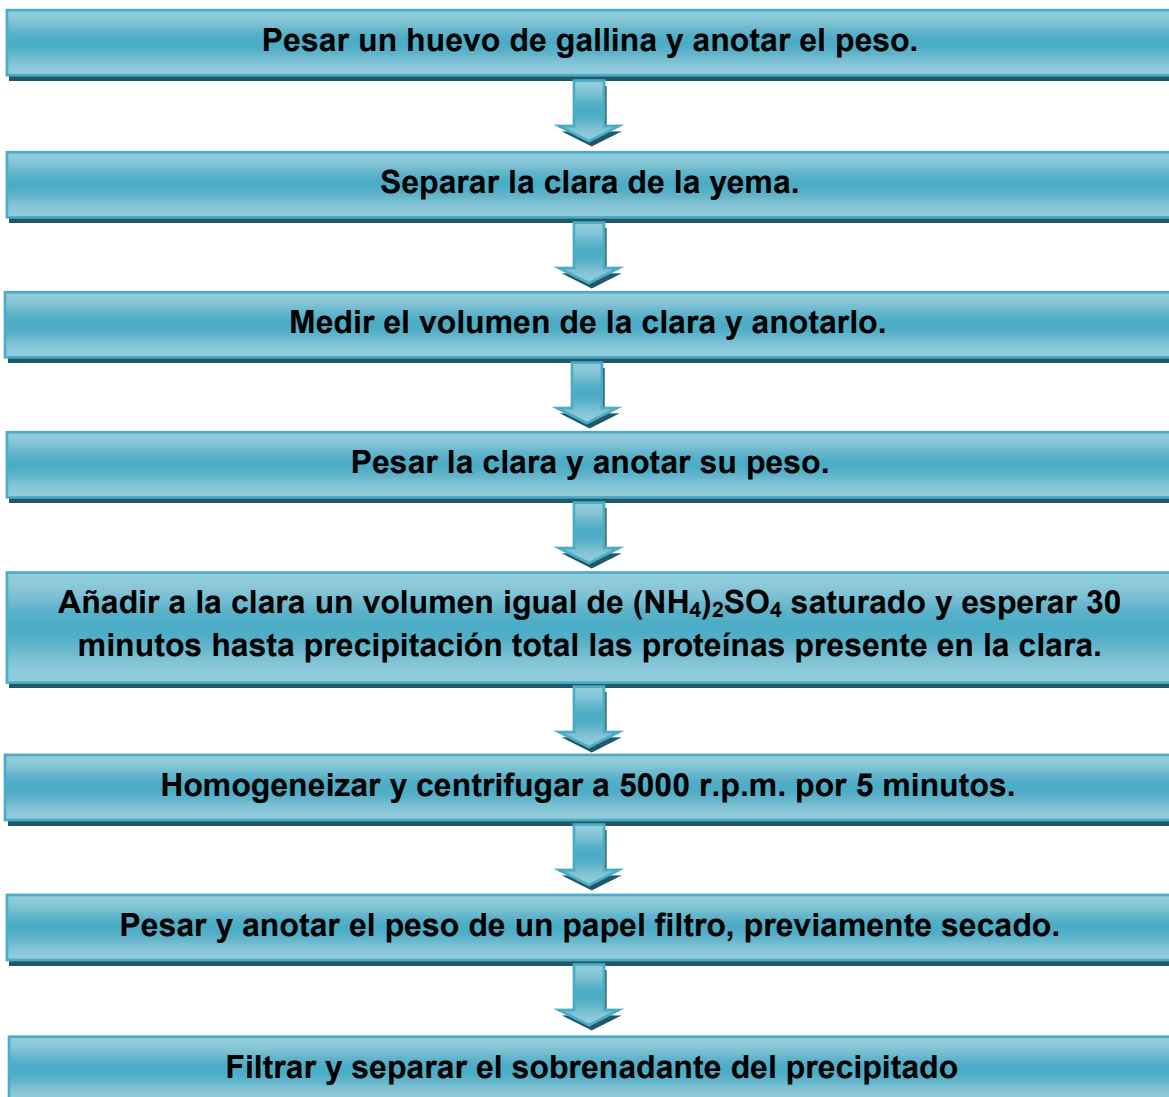 Pesar un huevo de gallina y anotar el peso.
Separar la clara de la yema.
Medir el volumen de la clara y anotarlo.
Pesar la clara y anotar su peso.
Añadir a la clara un volumen igual de (NH₄)₂SO₄ saturado y esperar 30
minutos hasta precipitación total las proteínas presente en la clara.
Homogeneizar y centrifugar a 5000 r.p.m. por 5 minutos.
Pesar y anotar el peso de un papel filtro, previamente secado.
Filtrar y separar el sobrenadante del precipitado